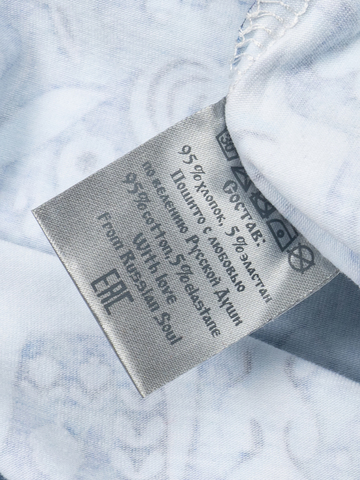 30
Состав:
95% хлопок, 5% эластан
Пошито с любовью
по велению Русской Души
95% cotton, 5% elastane
With love
from Russian Soul
EAC